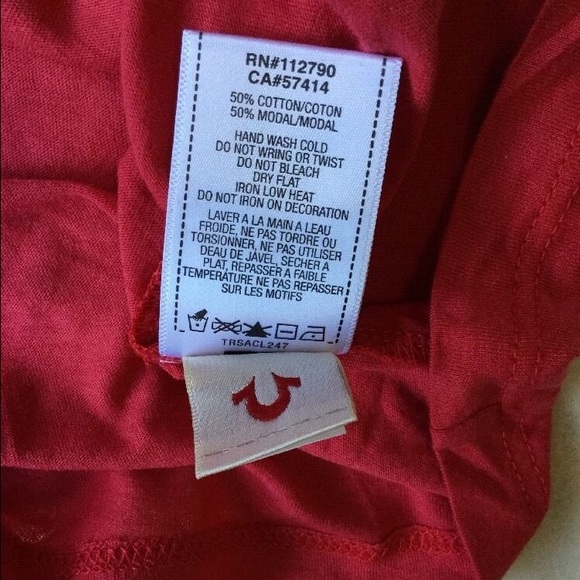 RN#112790
CA#57414
50% COTTON/COTON
50% MODAL/MODAL
HAND WASH COLD
DO NOT WRING OR TWIST
DO NOT BLEACH
DRY FLAT
IRON LOW HEAT
DO NOT IRON ON DECORATION
LAVER A LA MAIN A LEAU
FROIDE, NE PAS TORDRE OU
TORSIONNER, NE PAS UTILISER
DEAU DE JAVEL, SECHER A
PLAT, REPASSER A FAIBLE
TEMPERATURE NE PAS REPASSER
SUR LES MOTIFS
TRSACL247